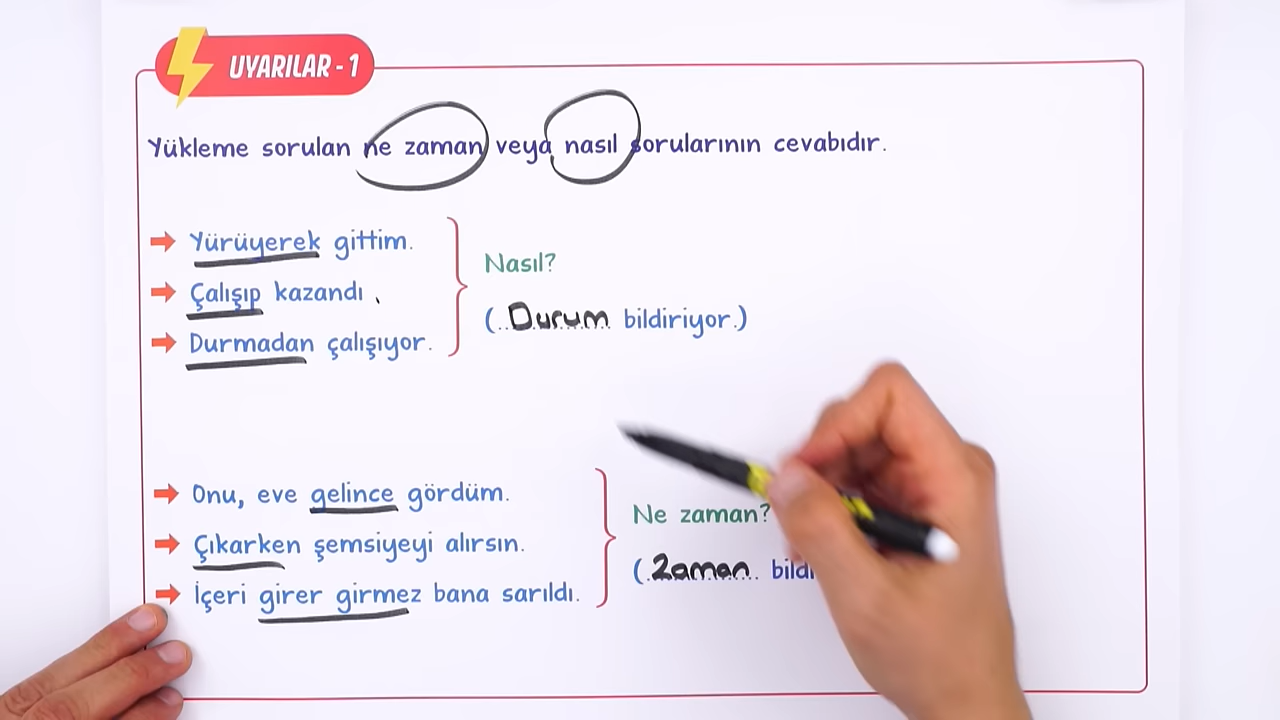 UYARILAR - 1
Yükleme sorulan ne zaman veya nasıl sorularının cevabıdır.
Yürüyerek gittim.
Çalışıp kazandı.
Durmadan çalışıyor.
Nasıl?
(Durum bildiriyor.)
Onu, eve gelince gördüm.
Çıkarken şemsiyeyi alırsın.
İçeri girer girmez bana sarıldı.
Ne zaman?
(Zaman